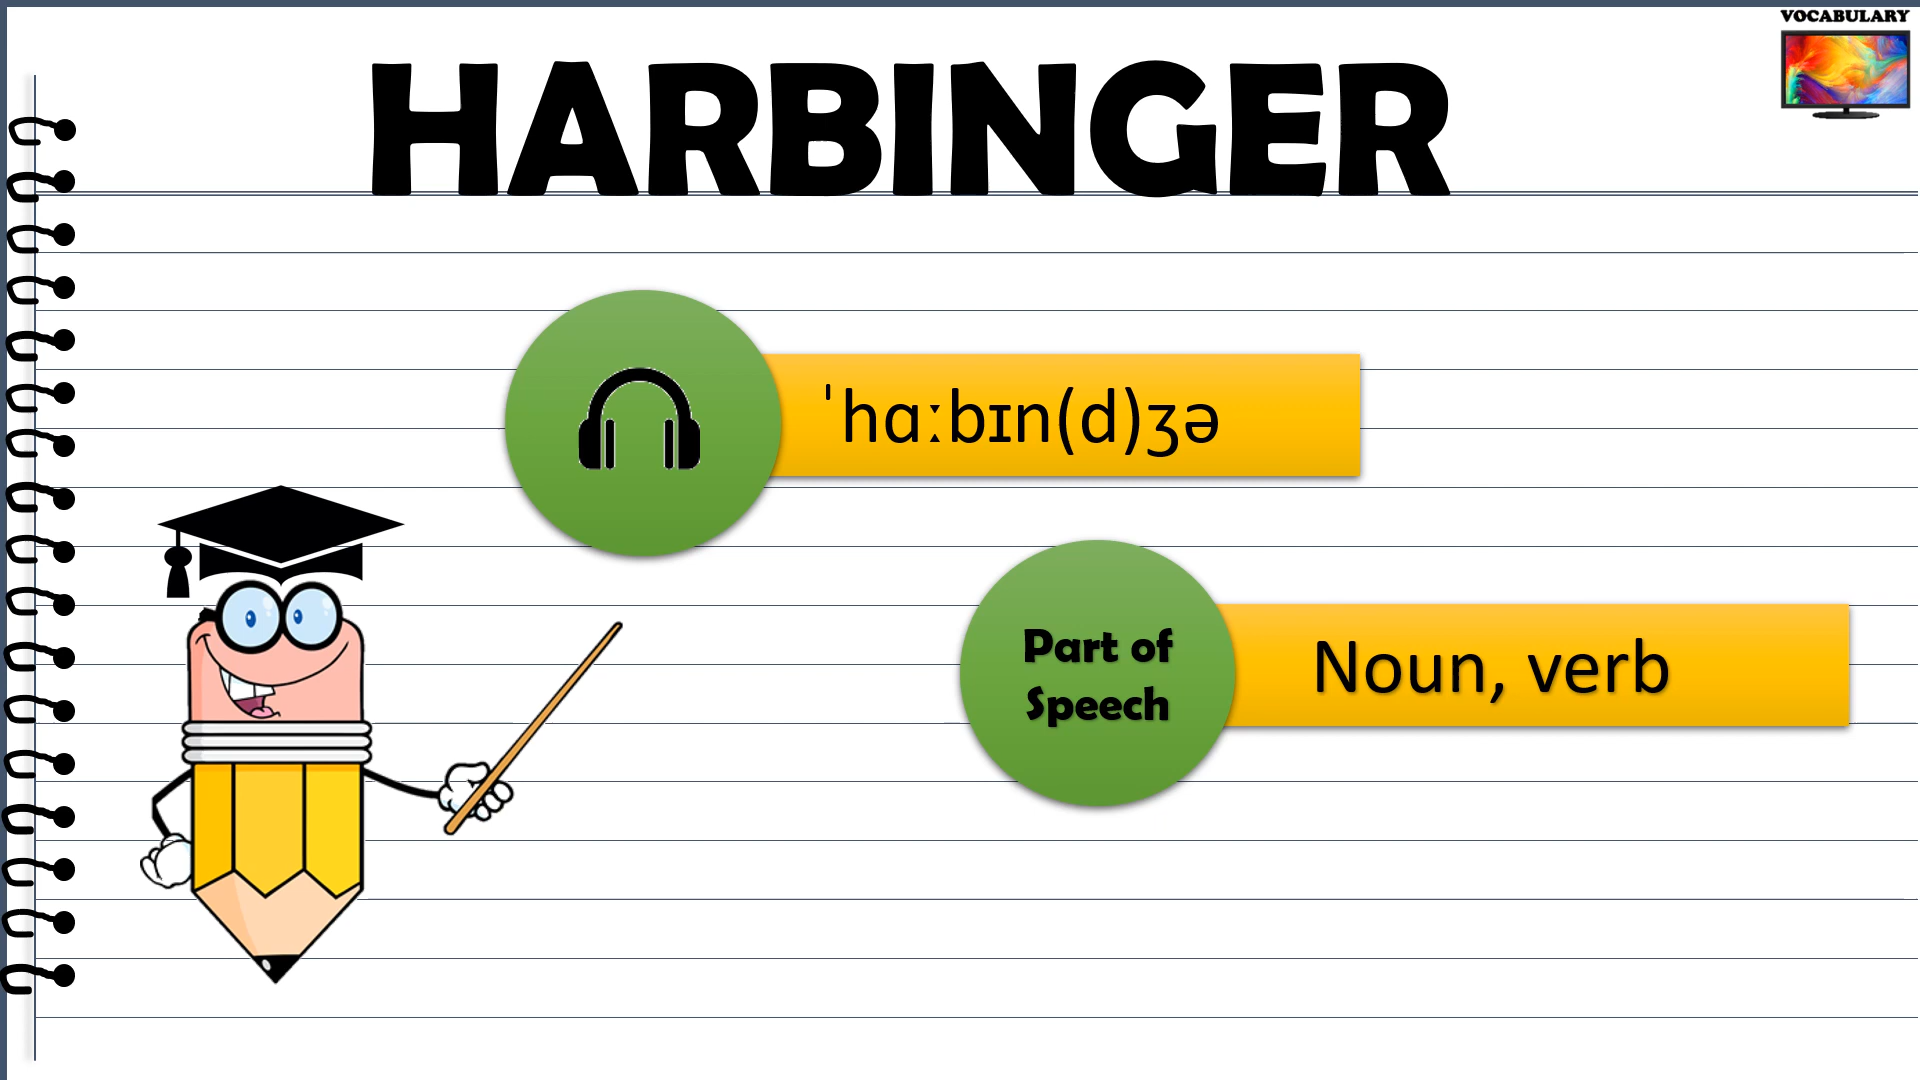 VOCABULARY
HARBINGER
ˈhɑːbɪn(d)ʒə
Part of
Speech
Noun, verb